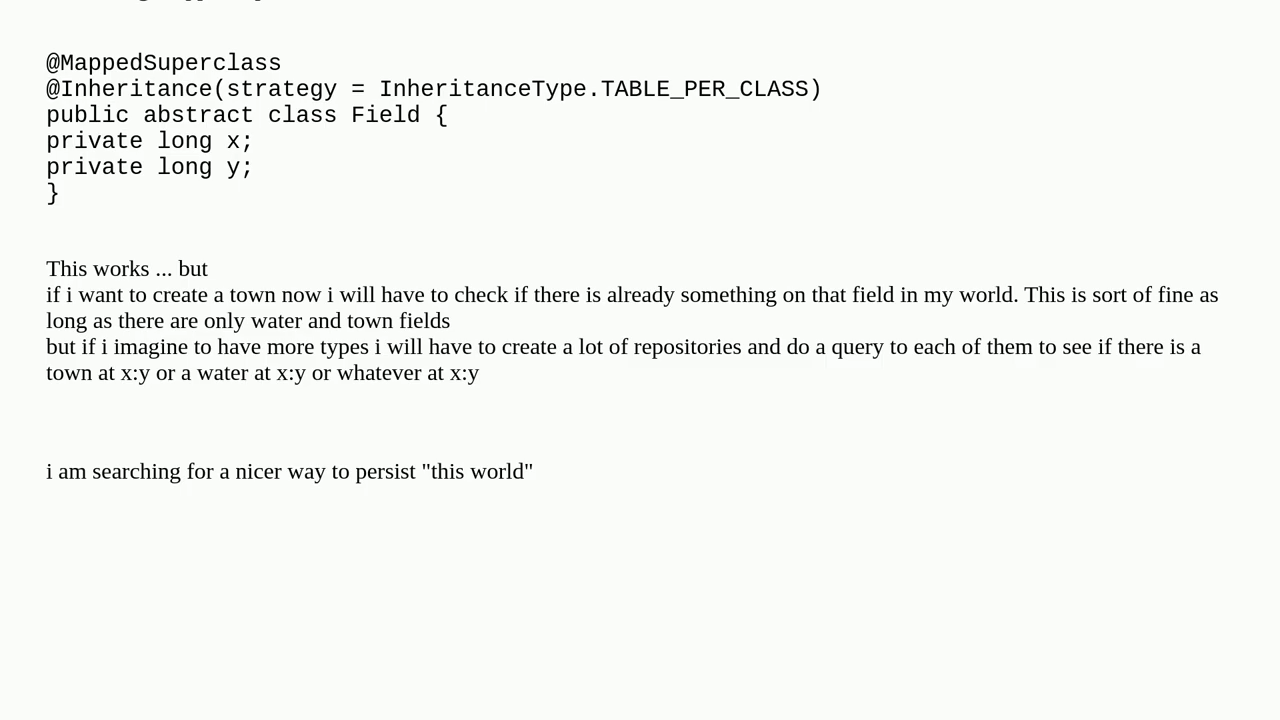 @MappedSuperclass
@Inheritance(strategy = InheritanceType.TABLE_PER_CLASS)
public abstract class Field {
private long x;
private long y;
}
This works ... but
if i want to create a town now i will have to check if there is already something on that field in my world. This is sort of fine as
long as there are only water and town fields
but if i imagine to have more types i will have to create a lot of repositories and do a query to each of them to see if there is a
town at x:y or a water at x:y or whatever at x:y
i am searching for a nicer way to persist "this world"